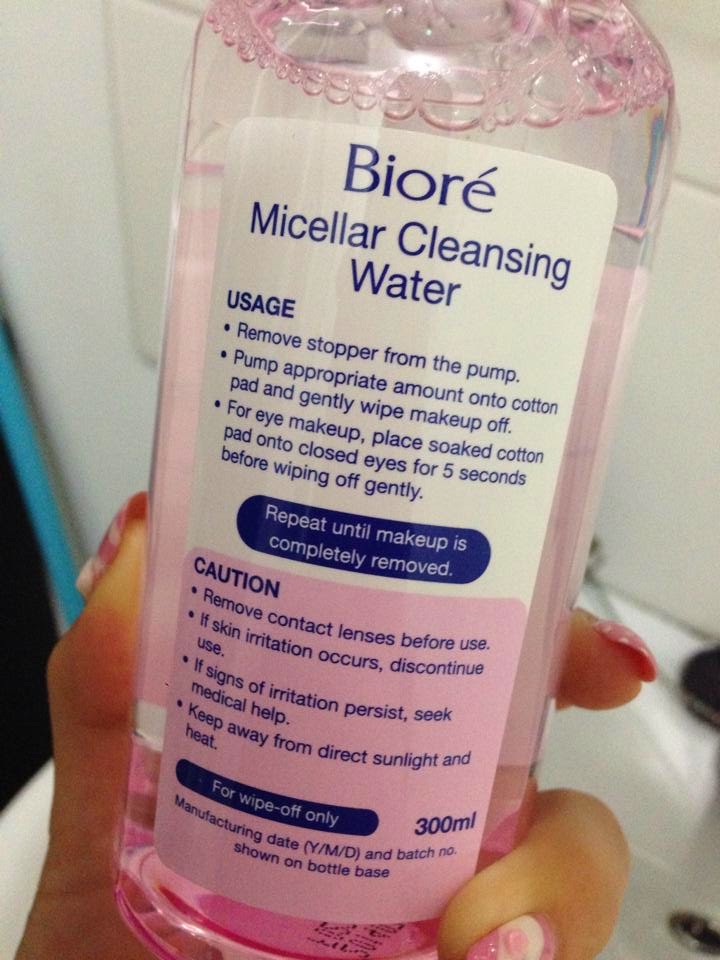 Bioré
Micellar Cleansing
Water
USAGE
• Remove stopper from the pump.
• Pump appropriate amount onto cotton
pad and gently wipe makeup off.
• For eye makeup, place soaked cotton
pad onto closed eyes for 5 seconds
before wiping off gently.
Repeat until makeup is
completely removed.
CAUTION
• Remove contact lenses before use.
• If skin irritation occurs, discontinue
use.
• If signs of irritation persist, seek
medical help.
• Keep away from direct sunlight and
heat.
For wipe-off only
300ml
Manufacturing date (Y/M/D) and batch no.
shown on bottle base